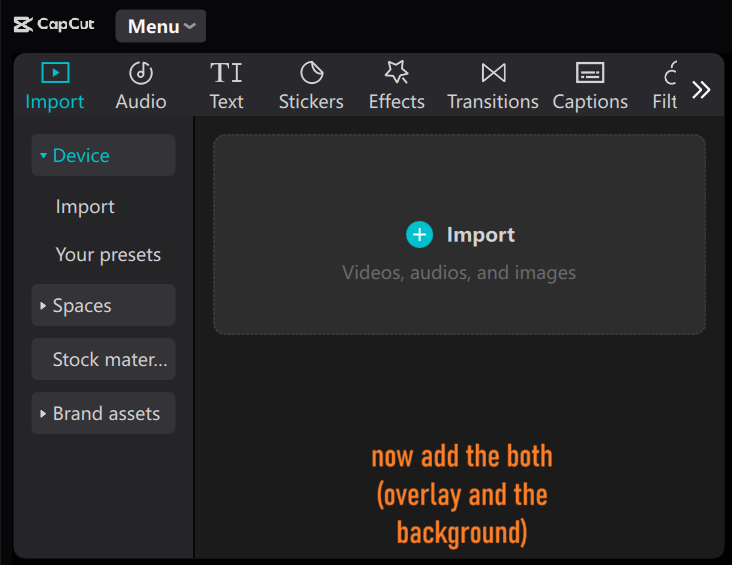 CapCut
Menu
Import Audio TI Text Stickers Effects Transitions Captions Filt
Device
Import
Your presets
Spaces
Stock mater...
Brand assets
Import
Videos, audios, and images
now add the both
(overlay and the
background)